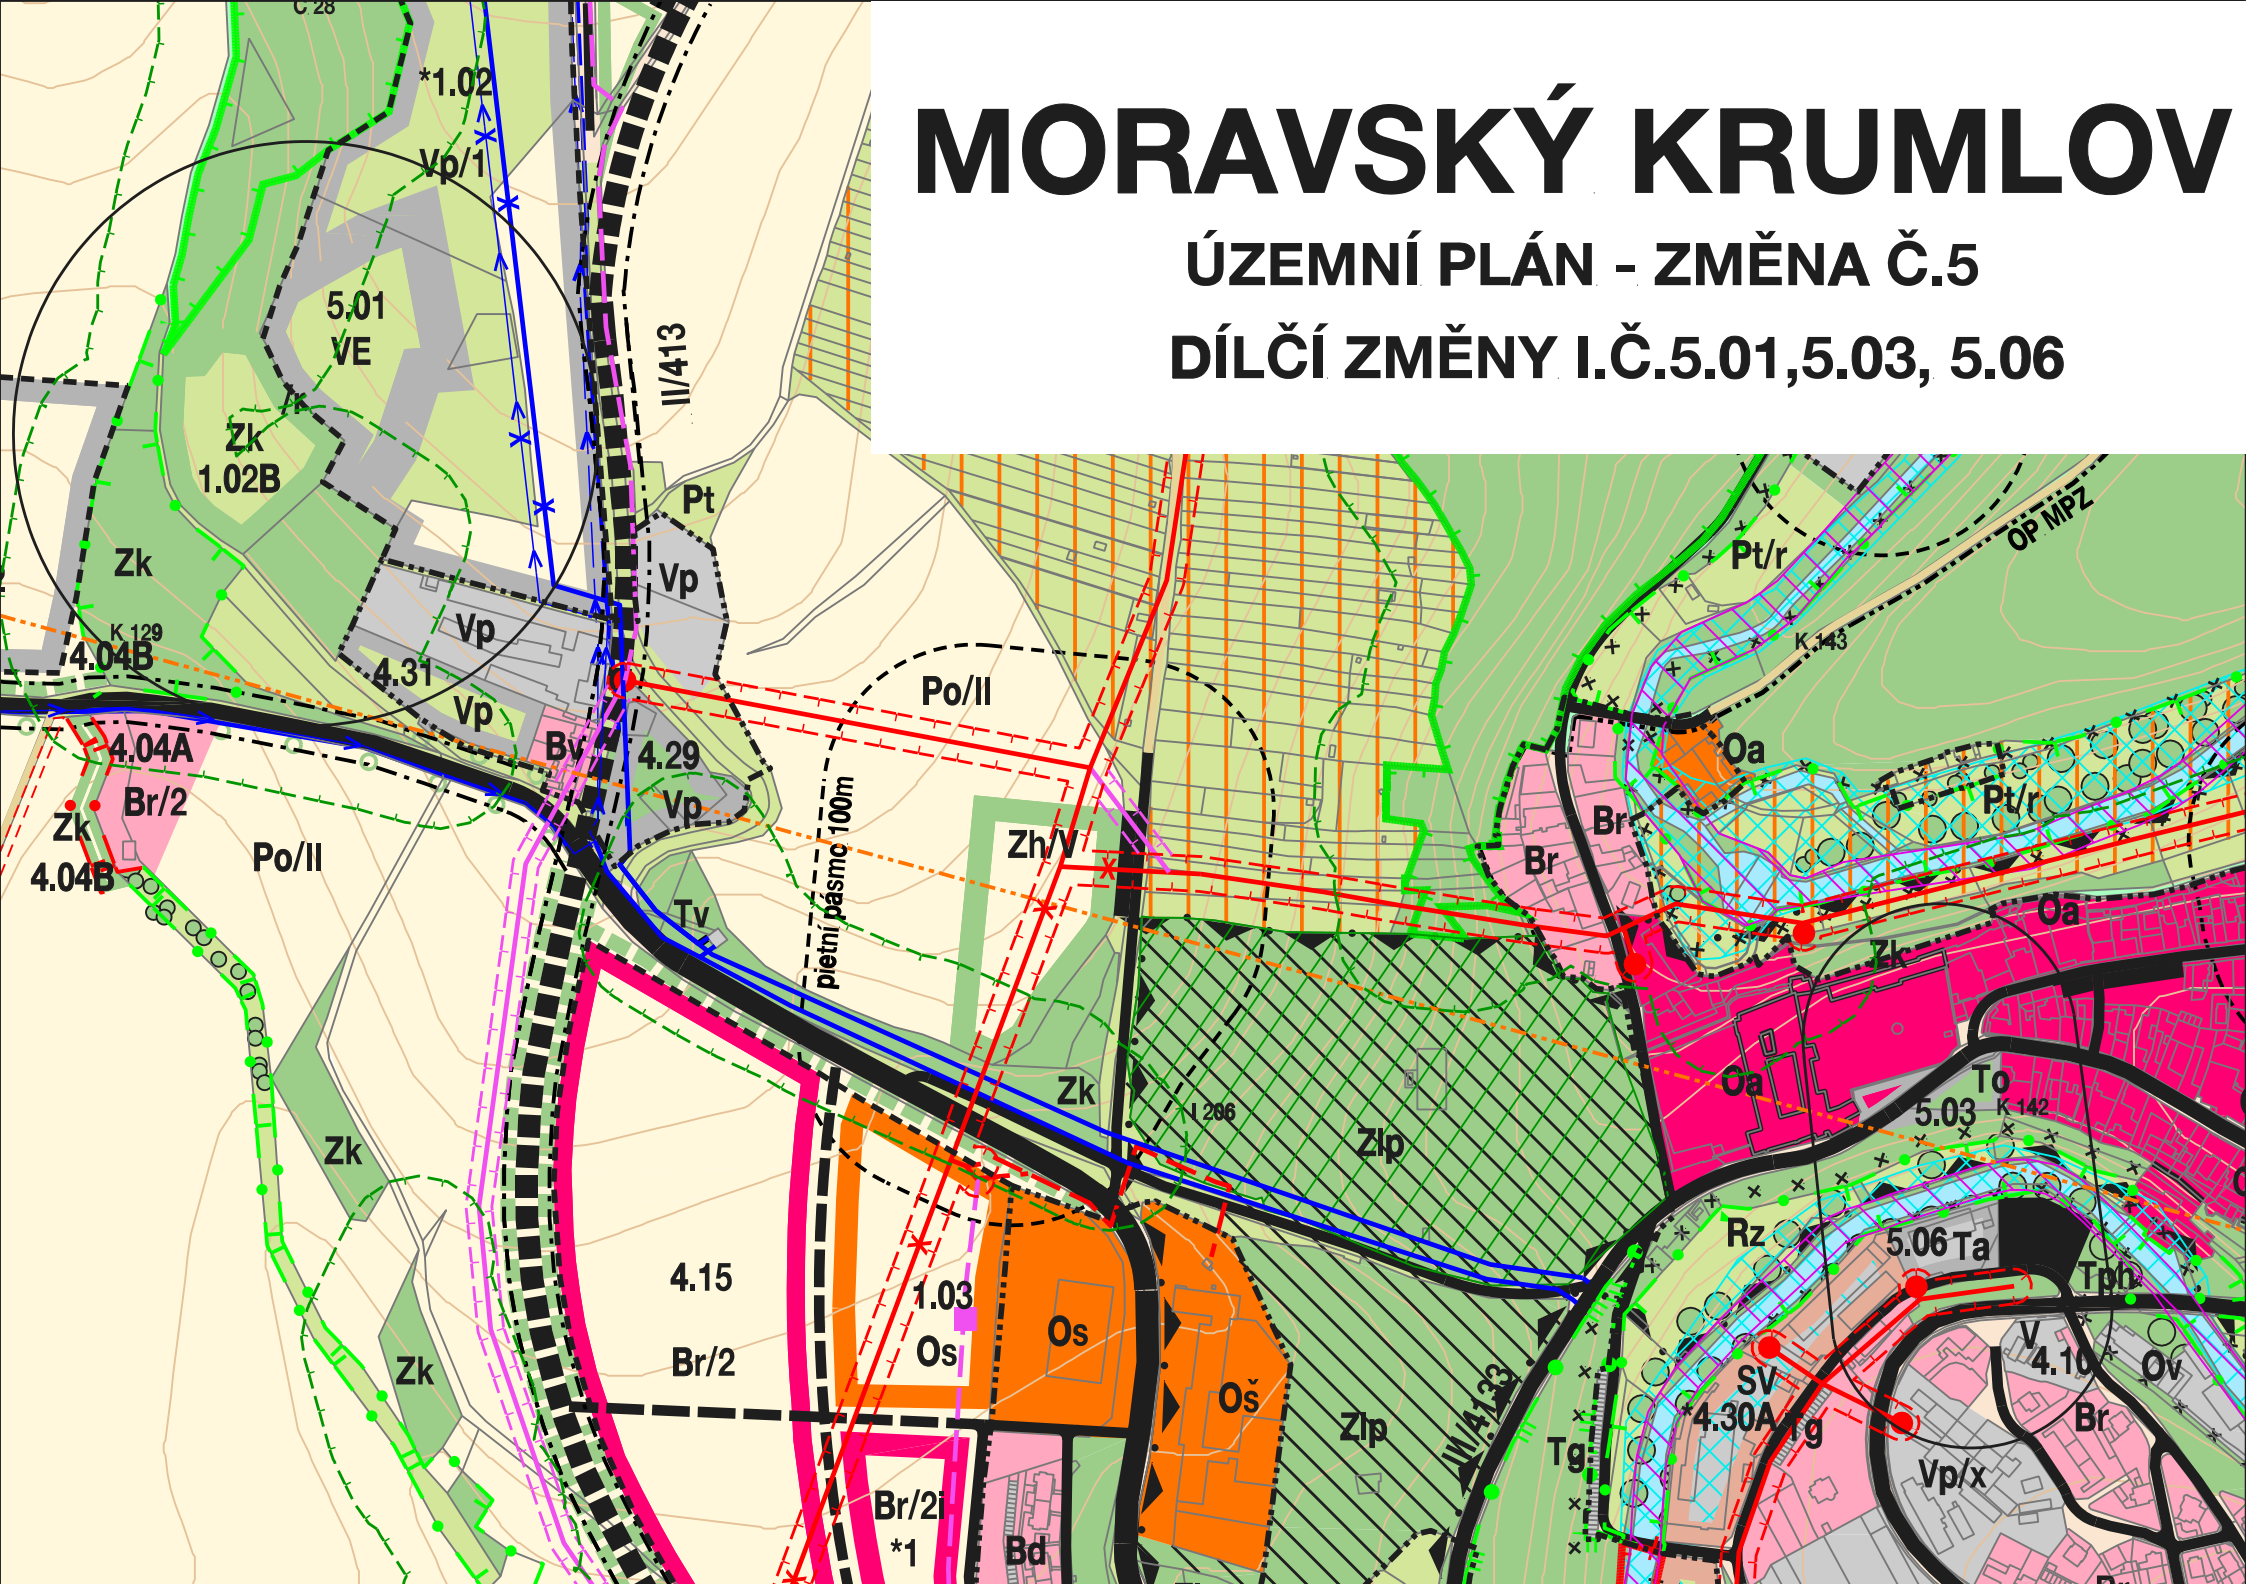 C 28
*1.02
MORAVSKÝ KRUMLOV
Vp/1
ÚZEMNÍ PLÁN - ZMĚNA Č.5
5.01
VE
II/413
DÍLČÍ ZMĚNY I.Č.5.01,5.03, 5.06
Zk
1.02B
Pt
OP MPZ
Pt/r
Zk
Vp
K 129
4.04B
Vp
K 143
4.31
Vp
Po/II
4.04A
Bv
4.29
Oa
Br/2
Vp
Pt/r
Zk
Br
Zh/V
Po/II
Br
4.04B
pietní pásmo 100m
Tv
Oa
Zk
Zk
Oa
To
I 206
5.03
K 142
Zk
Zlp
Rz
5.06
Ta
4.15
Tph
1.03
Os
Os
V
4.10
Ov
Br/2
Zk
SV
Oš
*4.30A
Tg
Br
Zlp
IW/4133
Tg
Vp/x
Br/2i
*1
Bd